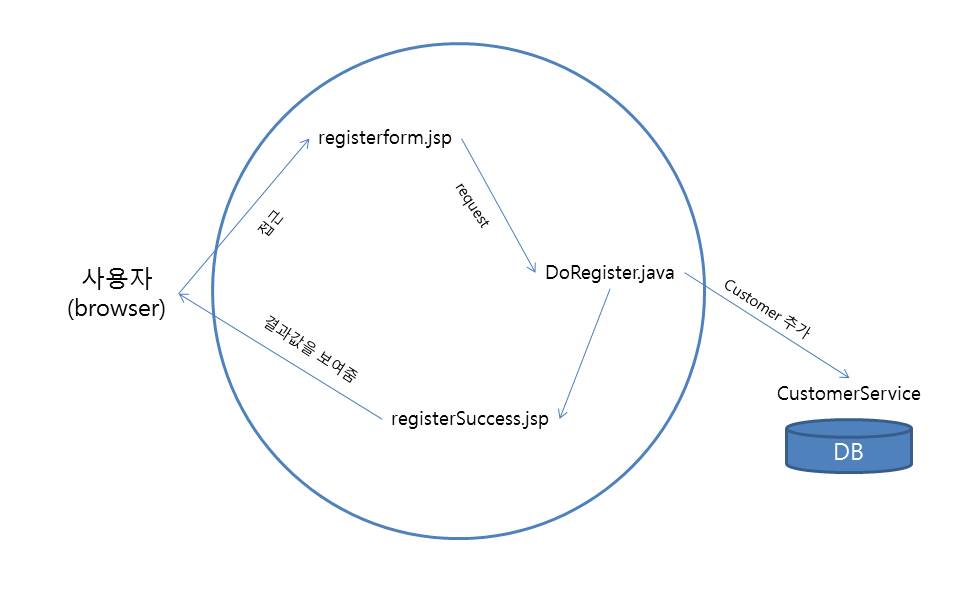 registerform.jsp
접근
request
사용자
(browser)
DoRegister.java
Customer 추가
결과값을 보여줌
CustomerService
registerSuccess.jsp
DB